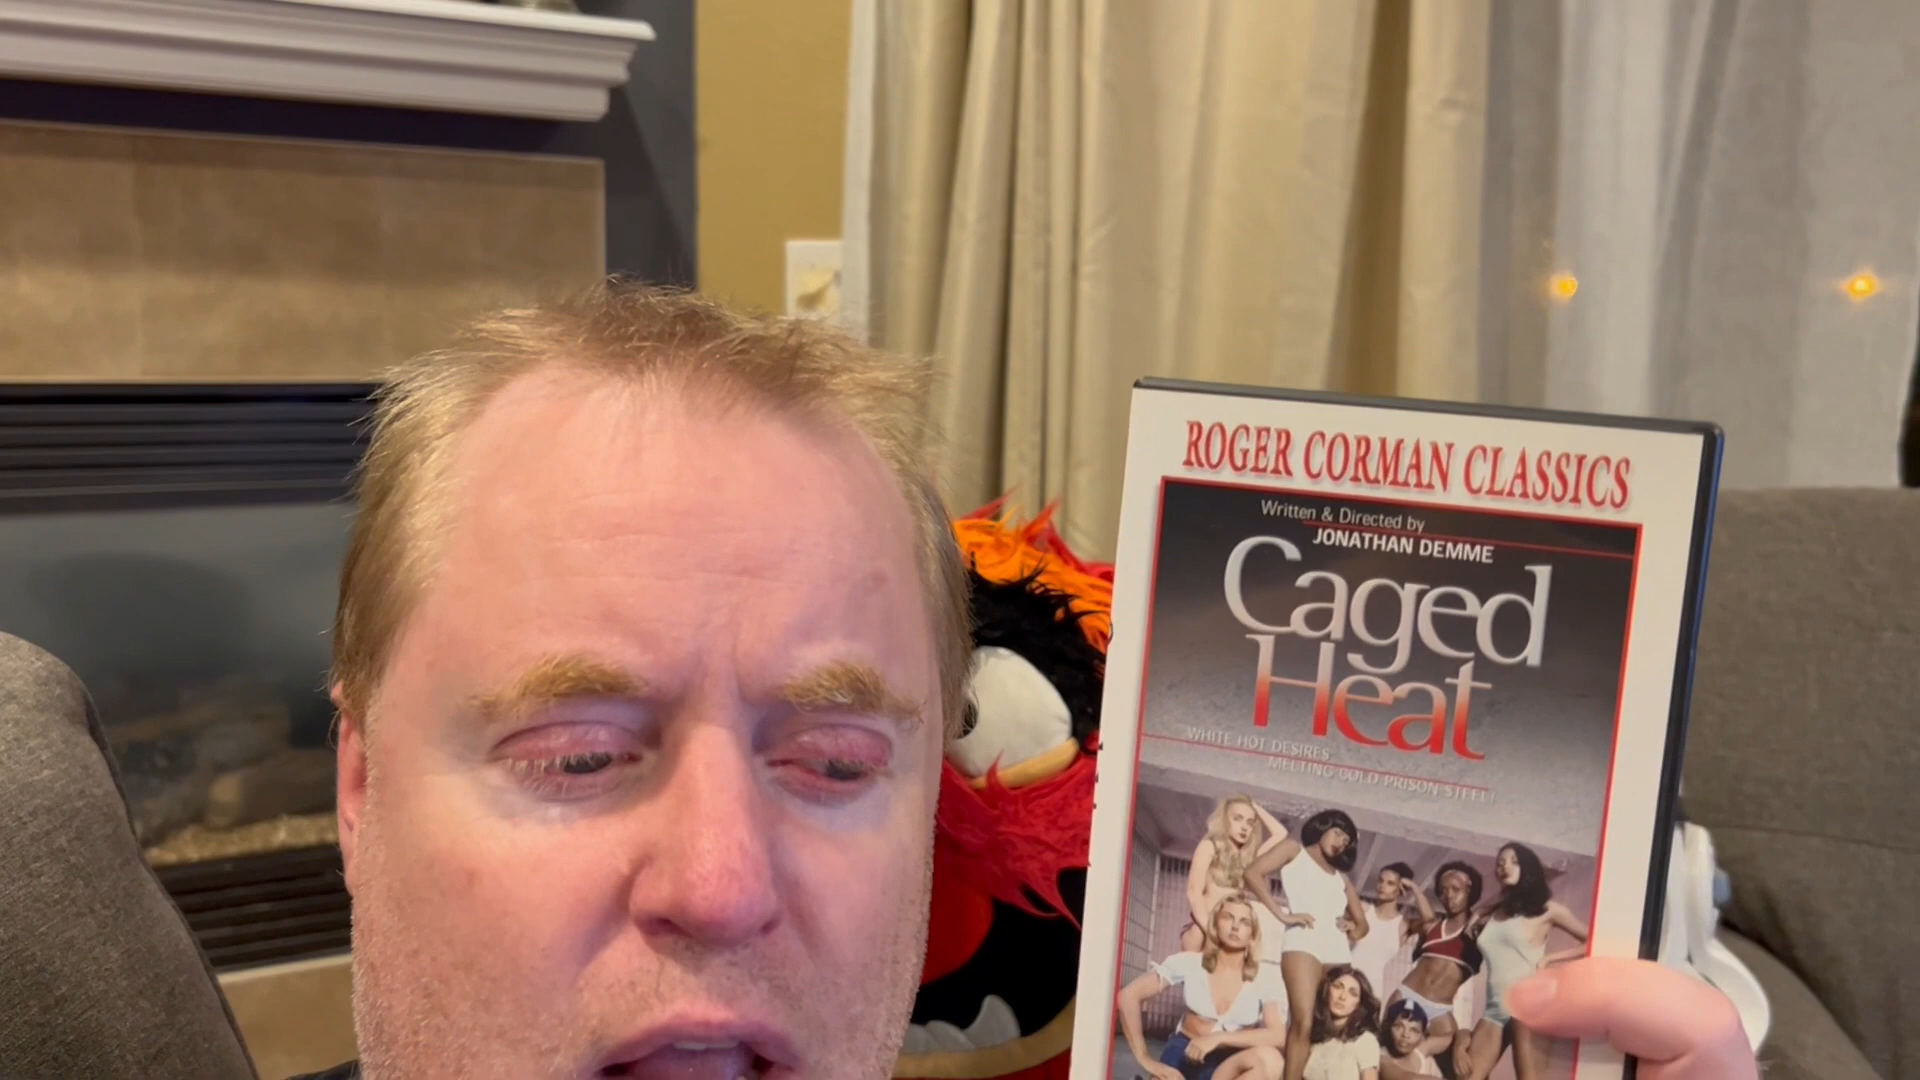 ROGER CORMAN CLASSICS
Written & Directed by
JONATHAN DEMME
Caged
Heat
WHITE HOT DESIRES
MELTING COLD PRISON STEEL!